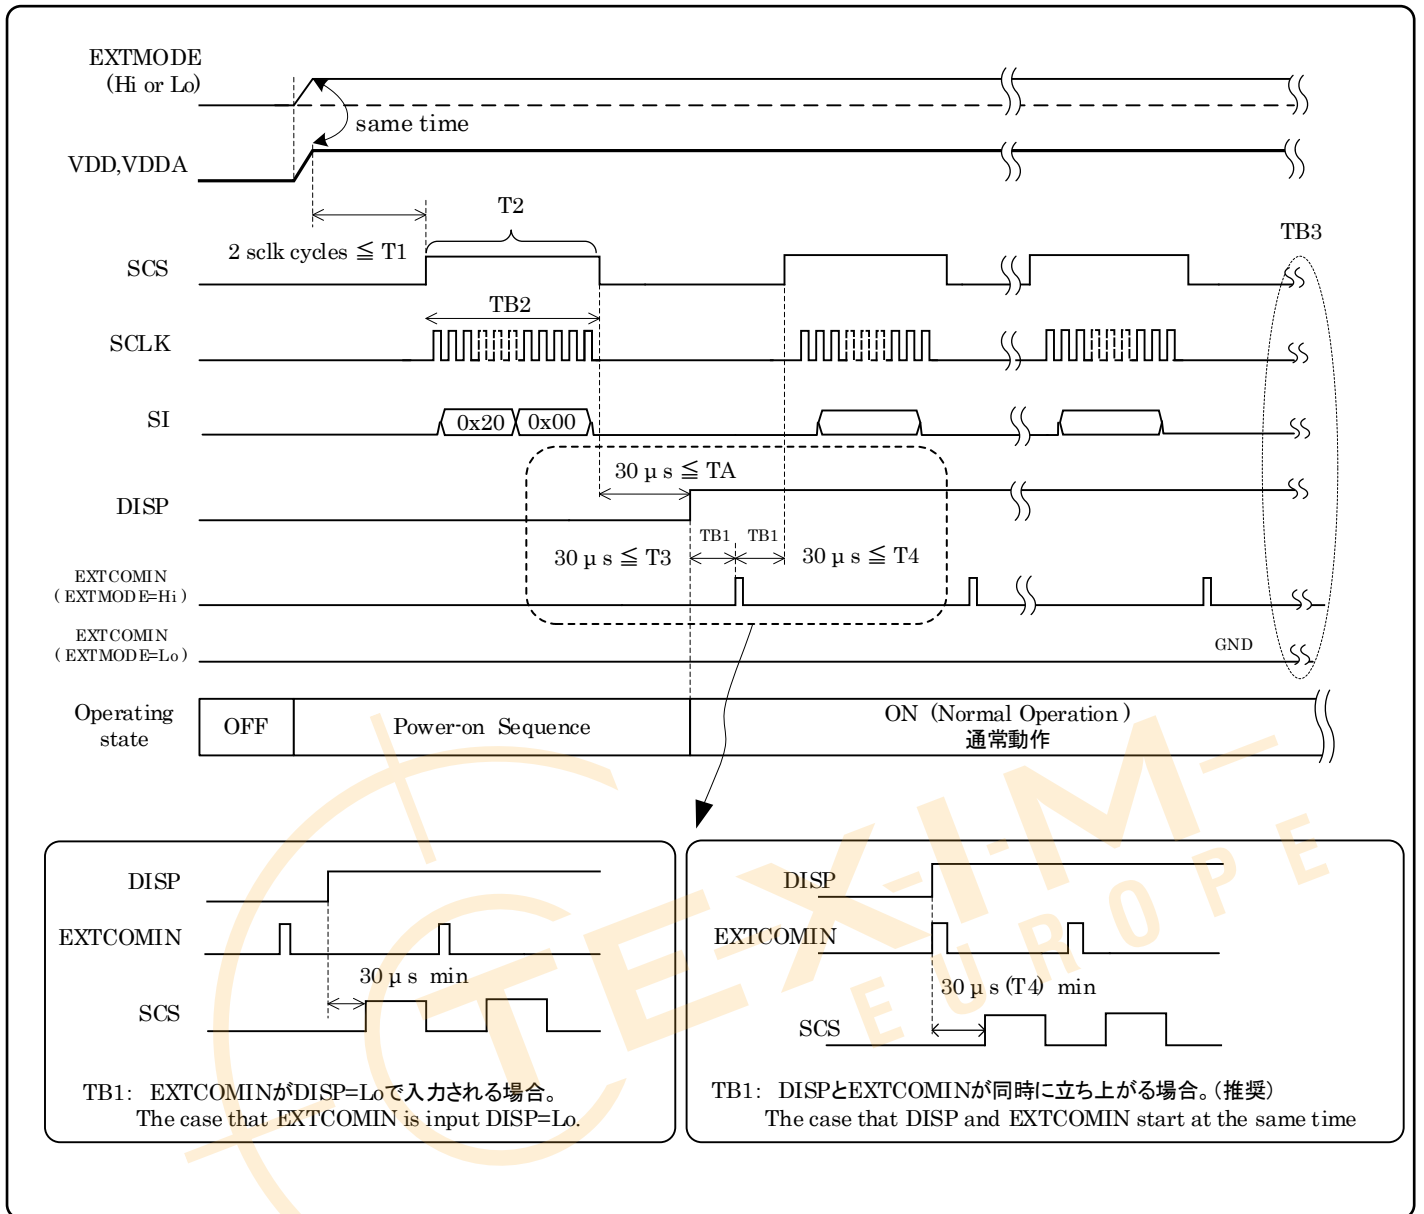 EXTMODE
(Hi or Lo)
same time
VDD,VDDA
T2
2 sclk cycles ≦ T1
TB3
SCS
TB2
SCLK
SI
0x20
0x00
30 μs ≦ TA
DISP
TB1
TB1
30 μs ≦ T3
30 μs ≦ T4
EXTCOMIN
(EXTMODE=Hi)
EXTCOMIN
(EXTMODE=Lo)
GND
Operating
state
OFF
Power-on Sequence
ON (Normal Operation)
通常動作
DISP
EXTCOMIN
30 μs min
SCS
TB1: EXTCOMINがDISP=Loで入力される場合。
The case that EXTCOMIN is input DISP=Lo.
DISP
EXTCOMIN
30 μs (T4) min
SCS
TB1: DISPとEXTCOMINが同時に立ち上がる場合。(推奨)
The case that DISP and EXTCOMIN start at the same time
TEXIM
EUROPE